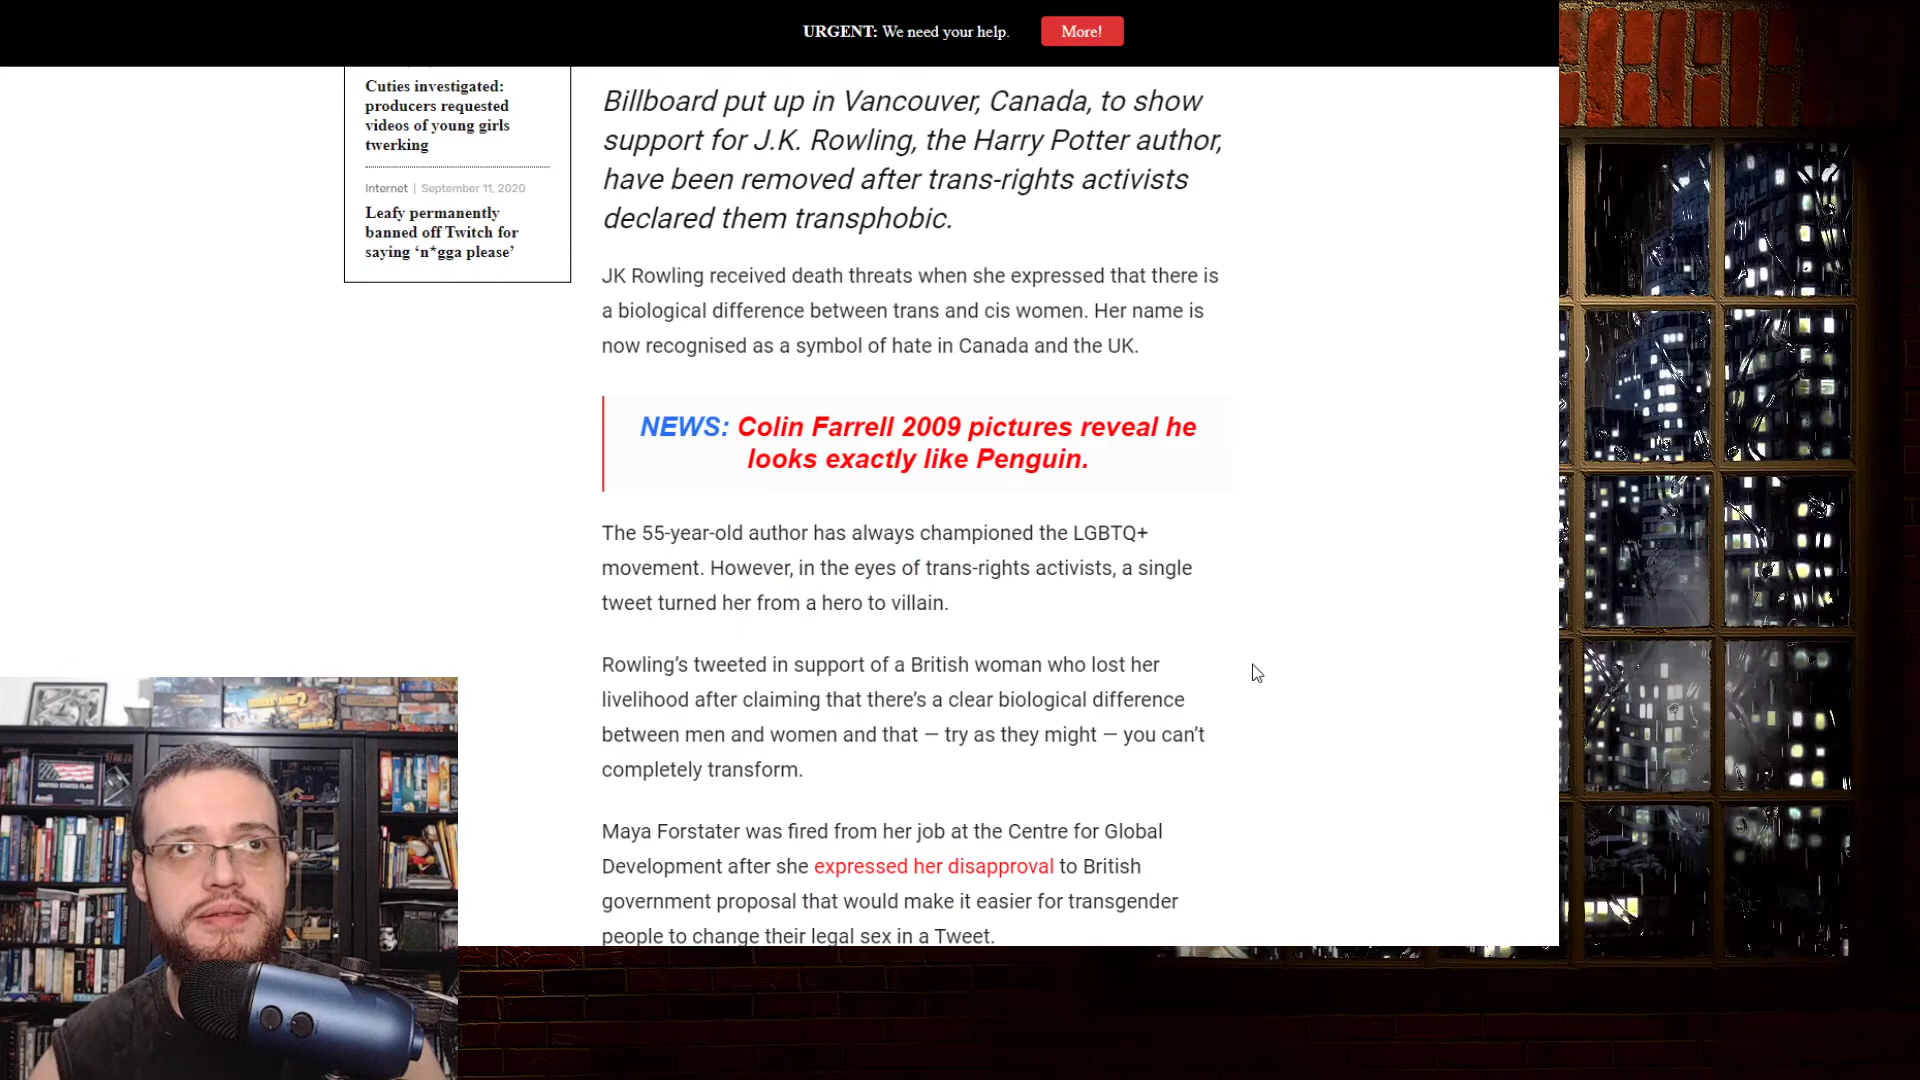 URGENT: We need your help.
More!
Cuties investigated:
producers requested
videos of young girls
twerking
Internet | September 11, 2020
Leafy permanently
banned off Twitch for
saying ‘n*gga please’
Billboard put up in Vancouver, Canada, to show
support for J.K. Rowling, the Harry Potter author,
have been removed after trans-rights activists
declared them transphobic.
JK Rowling received death threats when she expressed that there is
a biological difference between trans and cis women. Her name is
now recognised as a symbol of hate in Canada and the UK.
NEWS: Colin Farrell 2009 pictures reveal he
looks exactly like Penguin.
The 55-year-old author has always championed the LGBTQ+
movement. However, in the eyes of trans-rights activists, a single
tweet turned her from a hero to villain.
Rowling’s tweeted in support of a British woman who lost her
livelihood after claiming that there’s a clear biological difference
between men and women and that — try as they might — you can’t
completely transform.
Maya Forstater was fired from her job at the Centre for Global
Development after she expressed her disapproval to British
government proposal that would make it easier for transgender
people to change their legal sex in a Tweet.
UNITED STATES FLAG